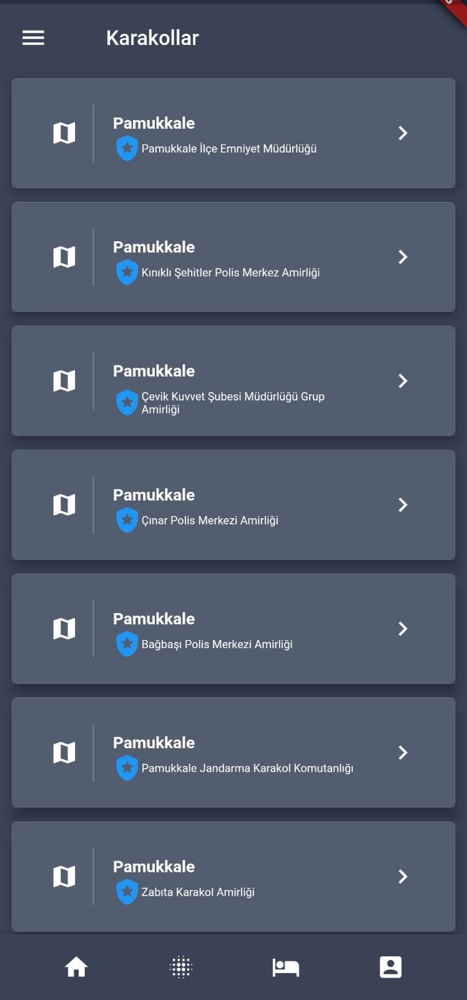 Karakollar
Pamukkale
Pamukkale İlçe Emniyet Müdürlüğü
Pamukkale
Kınıklı Şehitler Polis Merkez Amirliği
Pamukkale
Çevik Kuvvet Şubesi Müdürlüğü Grup
Amirliği
Pamukkale
Çınar Polis Merkezi Amirliği
Pamukkale
Bağbaşı Polis Merkezi Amirliği
Pamukkale
Pamukkale Jandarma Karakol Komutanlığı
Pamukkale
Zabıta Karakol Amirliği